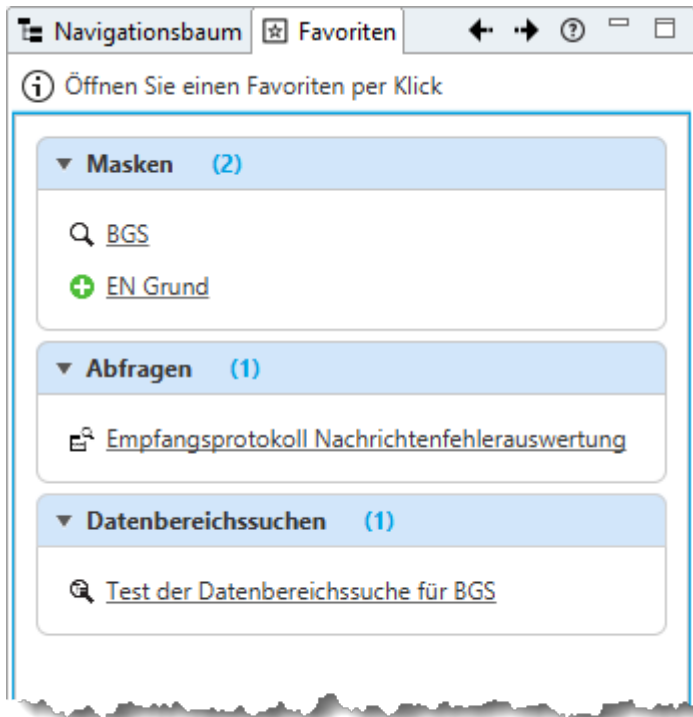 Navigationsbaum Favoriten
Öffnen Sie einen Favoriten per Klick
Masken (2)
BGS
EN Grund
Abfragen (1)
Empfangsprotokoll Nachrichtenfehlerauswertung
Datenbereichssuchen (1)
Test der Datenbereichssuche für BGS